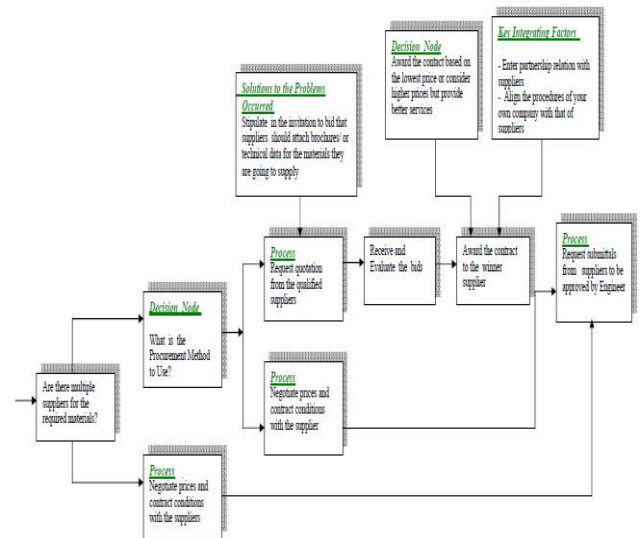 Key Integrating Factors
- Enter partnership relation with
suppliers
- Align the procedures of your
own company with that of
suppliers
Decision Node
Award the contact based on
the lowest price or consider
higher prices but provide
better services
Solutions to the Problems
Occurred
Stipulate in the invitation to bid that
suppliers should attach brochures/ or
technical data for the materials they
are going to supply
Process
Request quotation
from the qualified
suppliers
Receive and
Evaluate the bids
Award the contract
to the winner
supplier
Process
Request submittals
from suppliers to be
approved by Engineer
Decision Node
What is the
Procurement Method
to Use?
Process
Negotiate prices and
contract conditions
with the supplier
Are there multiple
suppliers for the
required materials?
Process
Negotiate prices and
contract conditions
with the suppliers